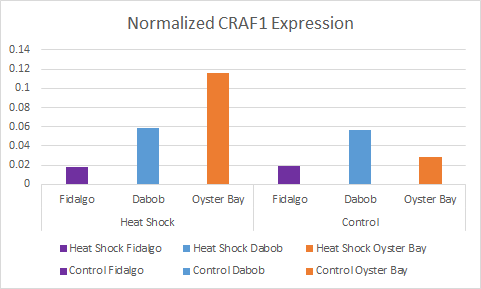 Normalized CRAF1 Expression
0.14
0.12
0.1
0.08
0.06
0.04
0.02
0
Fidalgo Dabob Oyster Bay Fidalgo Dabob Oyster Bay
Heat Shock Control
Heat Shock Fidalgo Heat Shock Dabob Heat Shock Oyster Bay
Control Fidalgo Control Dabob Control Oyster Bay